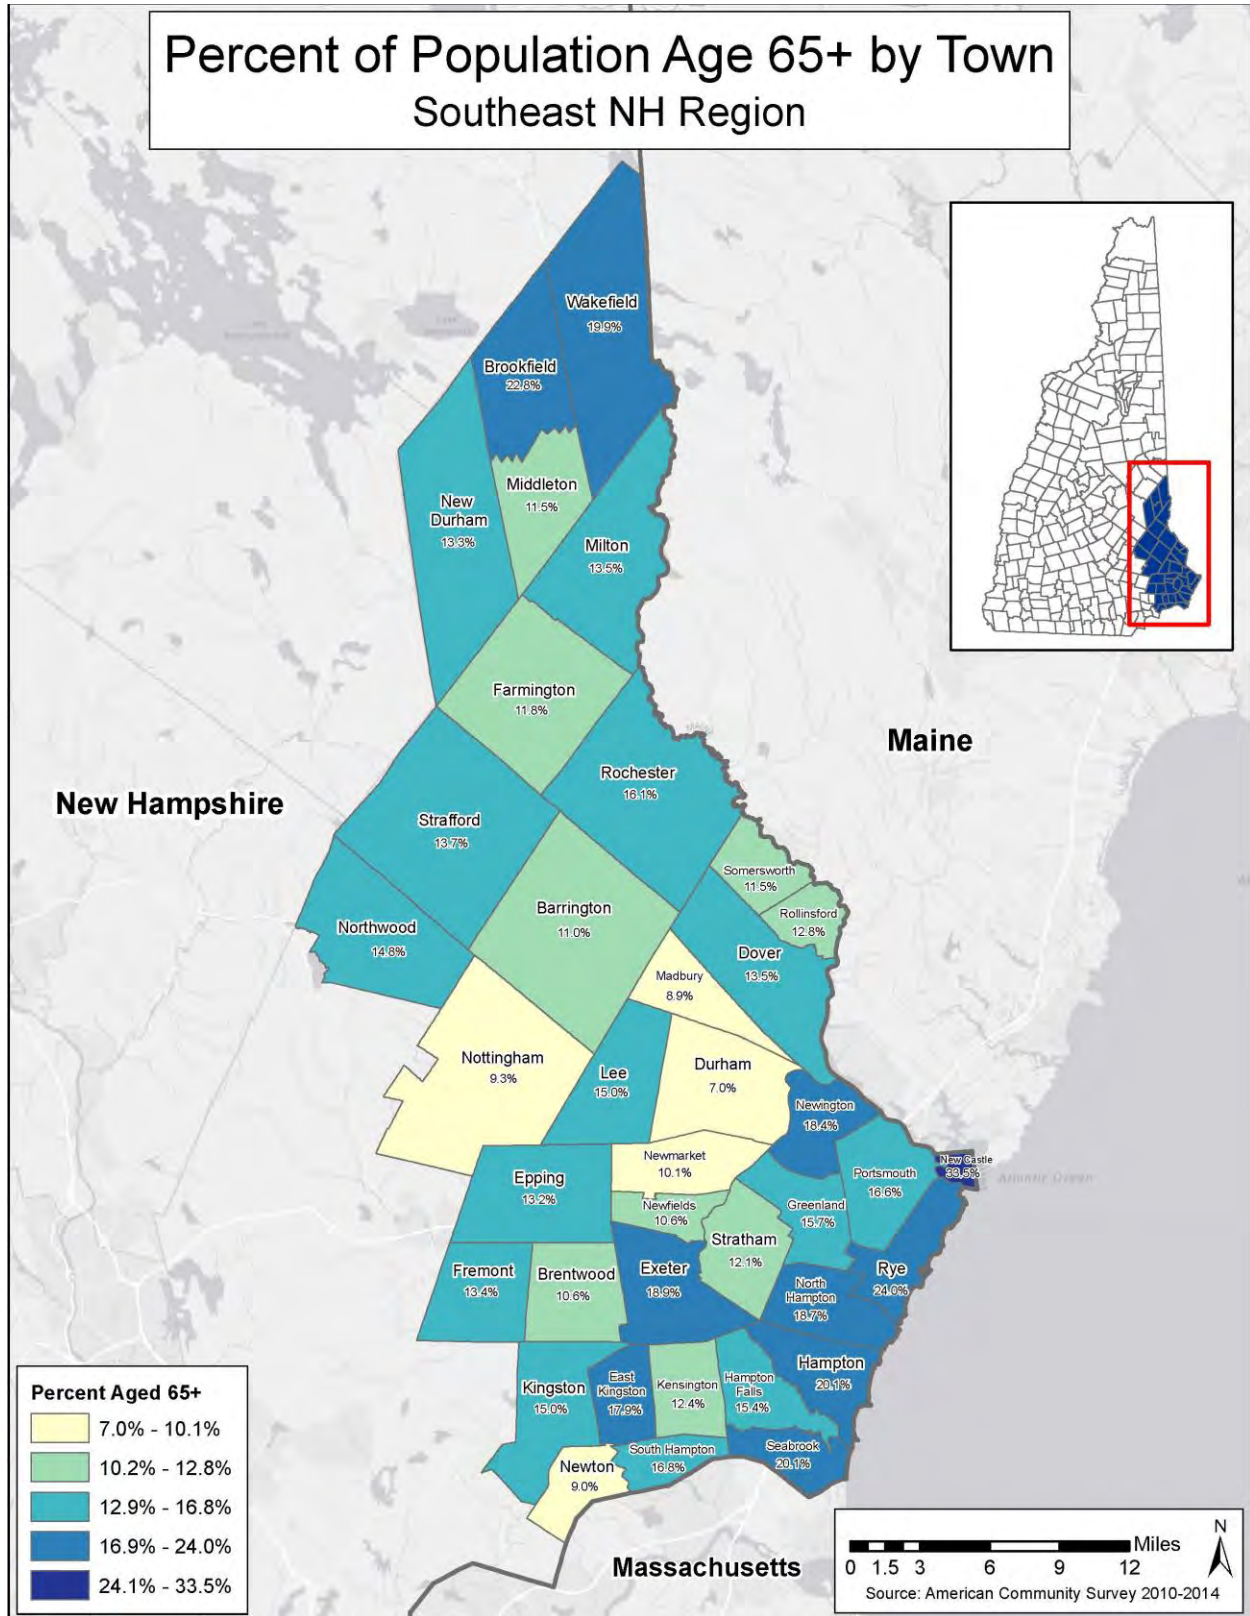 Percent of Population Age 65+ by Town
Southeast NH Region
Wakefield
19.9%
Brookfield
22.8%
Middleton
11.5%
New
Durham
13.3%
Milton
13.5%
Farmington
11.8%
Maine
Rochester
16.1%
New Hampshire
Strafford
13.7%
Somersworth
11.5%
Barrington
11.0%
Rollinsford
12.8%
Northwood
14.8%
Dover
13.5%
Madbury
8.9%
Nottingham
9.3%
Lee
15.0%
Durham
7.0%
Newington
18.4%
Newmarket
10.1%
New Castle
33.5%
Atlantic Ocean
Epping
13.2%
Portsmouth
16.6%
Newfields
10.6%
Greenland
15.7%
Stratham
12.1%
Fremont
13.4%
Brentwood
10.6%
Exeter
18.9%
North
Hampton
18.7%
Rye
24.0%
Hampton
20.1%
Kingston
15.0%
East
Kingston
17.9%
Kensington
12.4%
Hampton
Falls
15.4%
South Hampton
16.8%
Seabrook
20.1%
Newton
9.0%
Massachusetts
Percent Aged 65+
7.0% - 10.1%
10.2% - 12.8%
12.9% - 16.8%
16.9% - 24.0%
24.1% - 33.5%
N
Miles
0 1.5 3 6 9 12
Source: American Community Survey 2010-2014